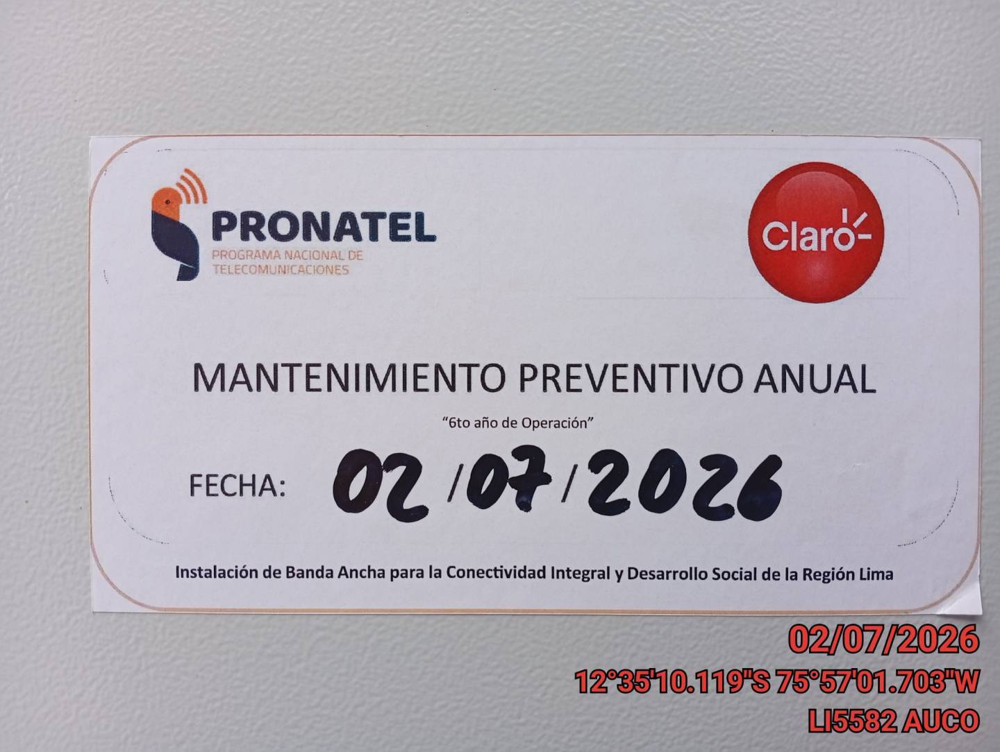 PRONATEL
PROGRAMA NACIONAL DE
TELECOMUNICACIONES
Claro
MANTENIMIENTO PREVENTIVO ANUAL
“6to año de Operación”
FECHA: 02/07/2026
Instalación de Banda Ancha para la Conectividad Integral y Desarrollo Social de la Región Lima
02/07/2026
12°35'10.119"S 75°57'01.703"W
LI5582 AUCO